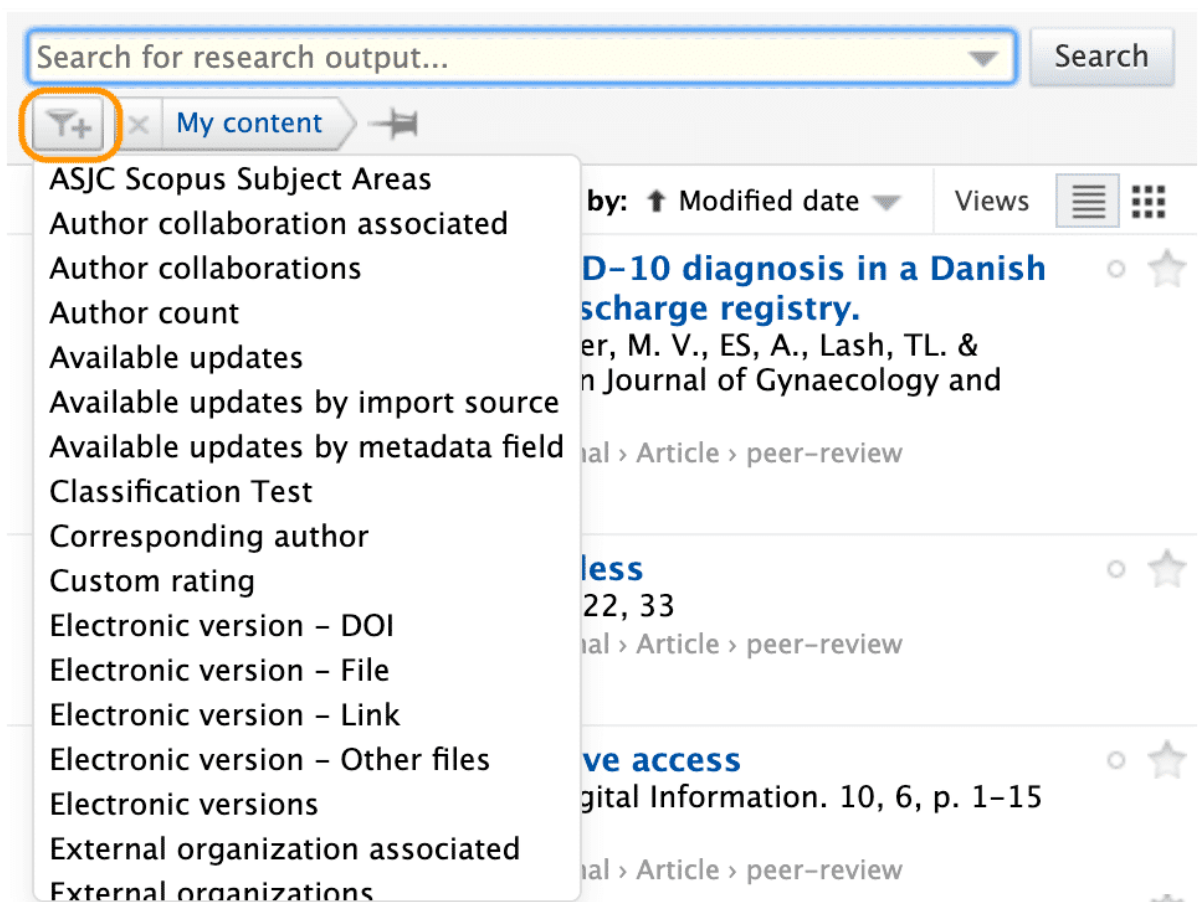 Search for research output...
Search
My content
ASJC Scopus Subject Areas
Author collaboration associated
Author collaborations
Author count
Available updates
Available updates by import source
Available updates by metadata field
Classification Test
Corresponding author
Custom rating
Electronic version – DOI
Electronic version – File
Electronic version – Link
Electronic version – Other files
Electronic versions
External organization associated
External organizations
by: Modified date
Views
D-10 diagnosis in a Danish
scharge registry.
er, M. V., ES, A., Lash, TL. &
n Journal of Gynaecology and
nal › Article › peer-review
less
22, 33
nal › Article › peer-review
ve access
gital Information. 10, 6, p. 1-15
nal › Article › peer-review